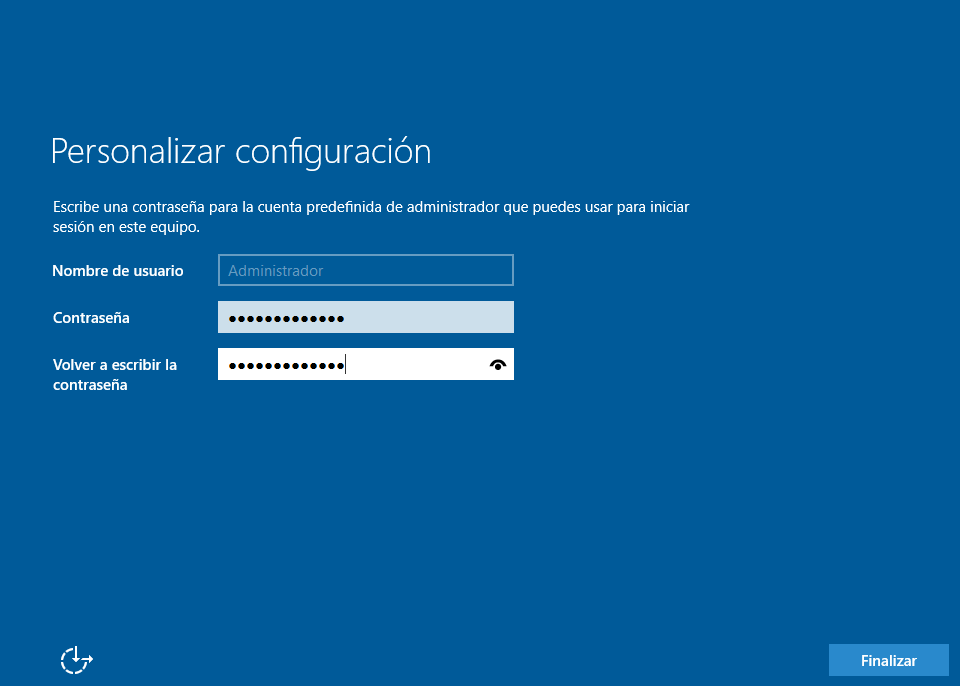 Personalizar configuración
Escribe una contraseña para la cuenta predefinida de administrador que puedes usar para iniciar
sesión en este equipo.
Nombre de usuario
Administrador
Contraseña
●●●●●●●●●●●●●
Volver a escribir la
contraseña
●●●●●●●●●●●●●
Finalizar